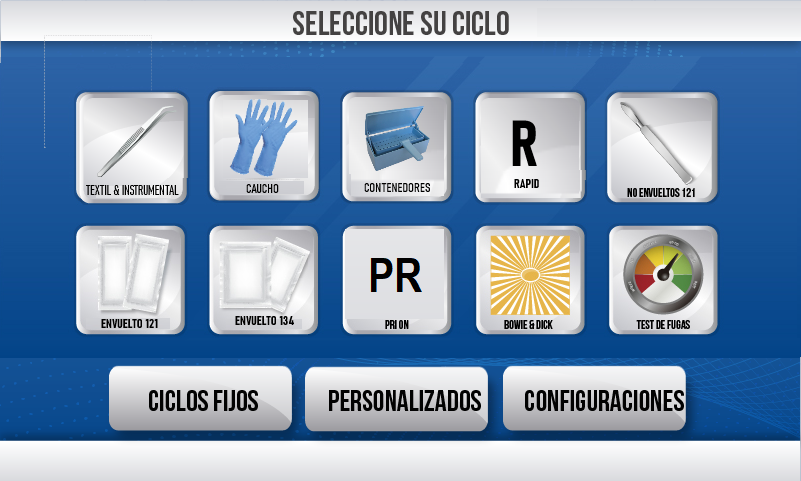 SELECCIONE SU CICLO
TEXTIL & INSTRUMENTAL
CAUCHO
CONTENEDORES
R
RAPID
NO ENVUELTOS 121
ENVUELTO 121
ENVUELTO 134
PR
PRI ON
BOWIE & DICK
TEST DE FUGAS
CICLOS FIJOS
PERSONALIZADOS
CONFIGURACIONES